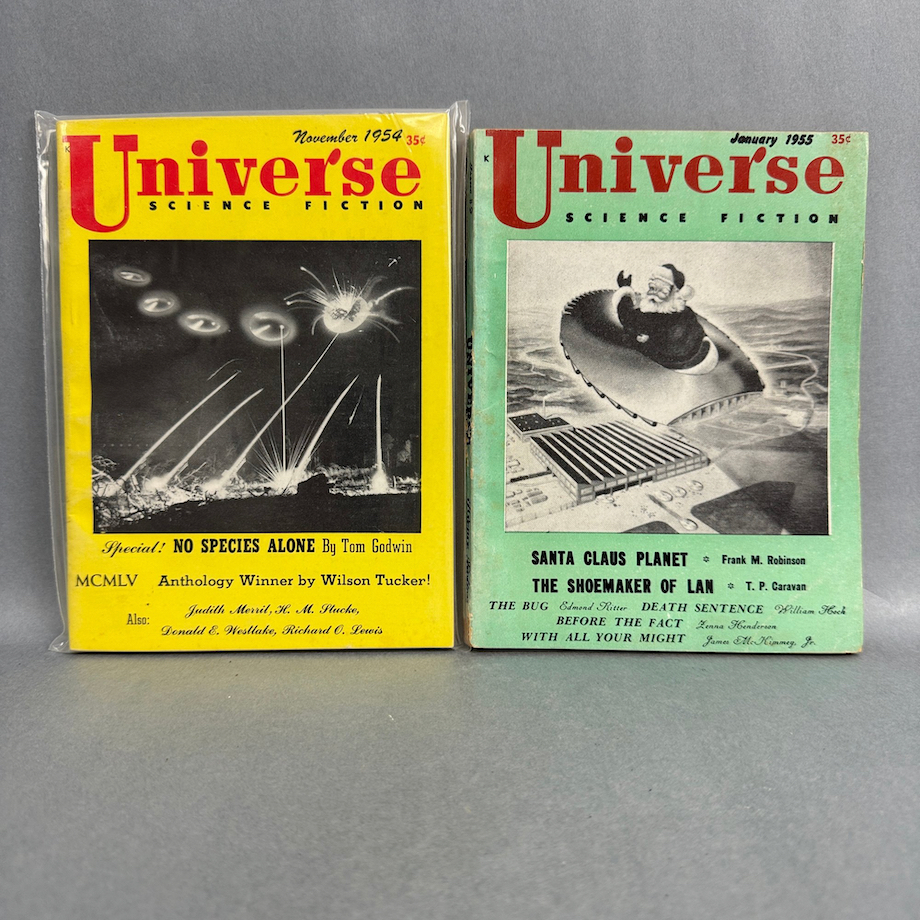 November 1954 35¢
K
Universe
SCIENCE FICTION
Special! NO SPECIES ALONE By Tom Godwin
MCMLV Anthology Winner by Wilson Tucker!
Also: Judith Merril, H. M. Slucke,
Donald E. Westlake, Richard O. Lewis
January 1955 35¢
K
Universe
SCIENCE FICTION
SANTA CLAUS PLANET ✡ Frank M. Robinson
THE SHOEMAKER OF LAN ✡ T. P. Caravan
THE BUG Edmond Ritter DEATH SENTENCE William Hock
BEFORE THE FACT Zenna Henderson
WITH ALL YOUR MIGHT James McKimmey, Jr.